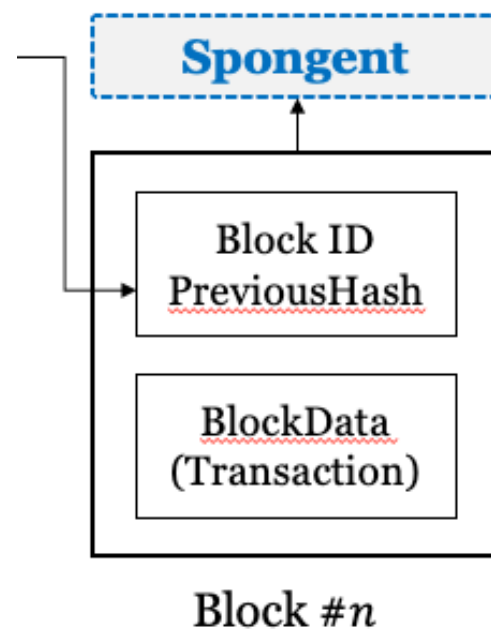 Spongent
Block ID
PreviousHash
BlockData
(Transaction)
Block #n